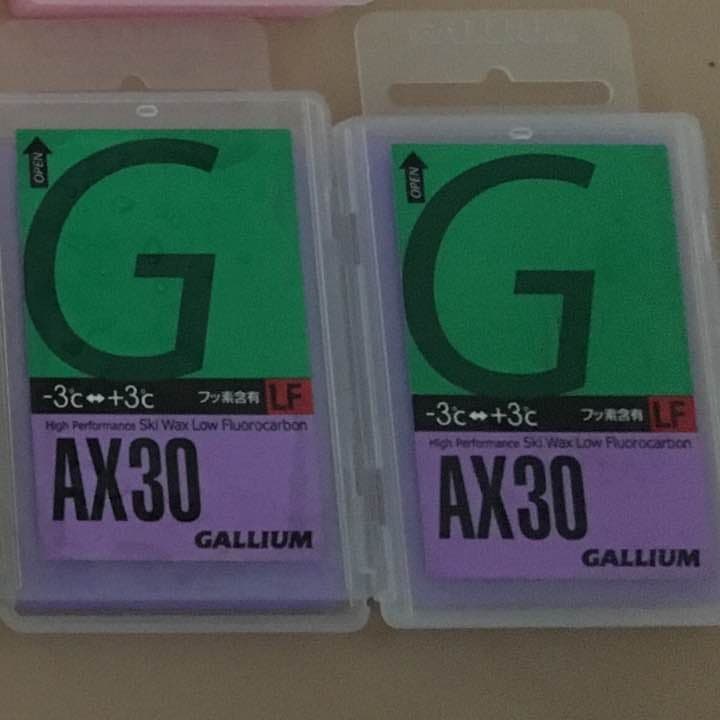 GALLIUM
OPEN
G
-3℃⬌+3℃ フッ素含有 LF
High Performance Ski Wax Low Fluorocarbon
AX30
GALLIUM
OPEN
G
-3℃⬌+3℃ フッ素含有 LF
High Performance Ski Wax Low Fluorocarbon
AX30
GALLIUM